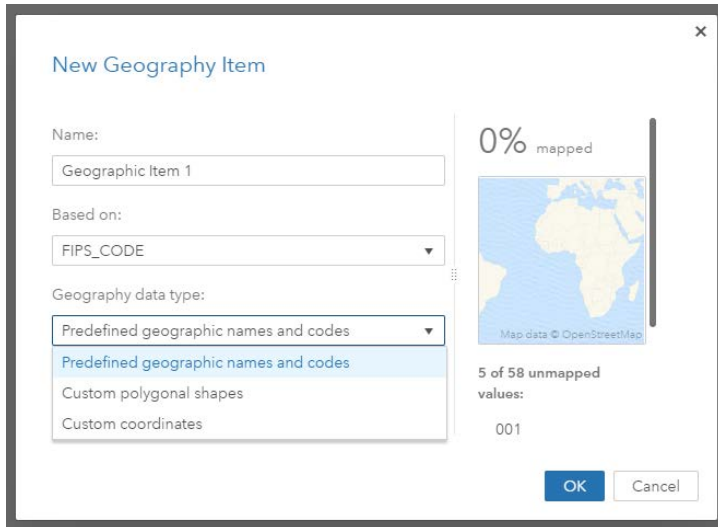 New Geography Item
Name:
Geographic Item 1
Based on:
FIPS_CODE
Geography data type:
Predefined geographic names and codes
Predefined geographic names and codes
Custom polygonal shapes
Custom coordinates
0% mapped
Map data © OpenStreetMap
5 of 58 unmapped
values:
001
OK
Cancel